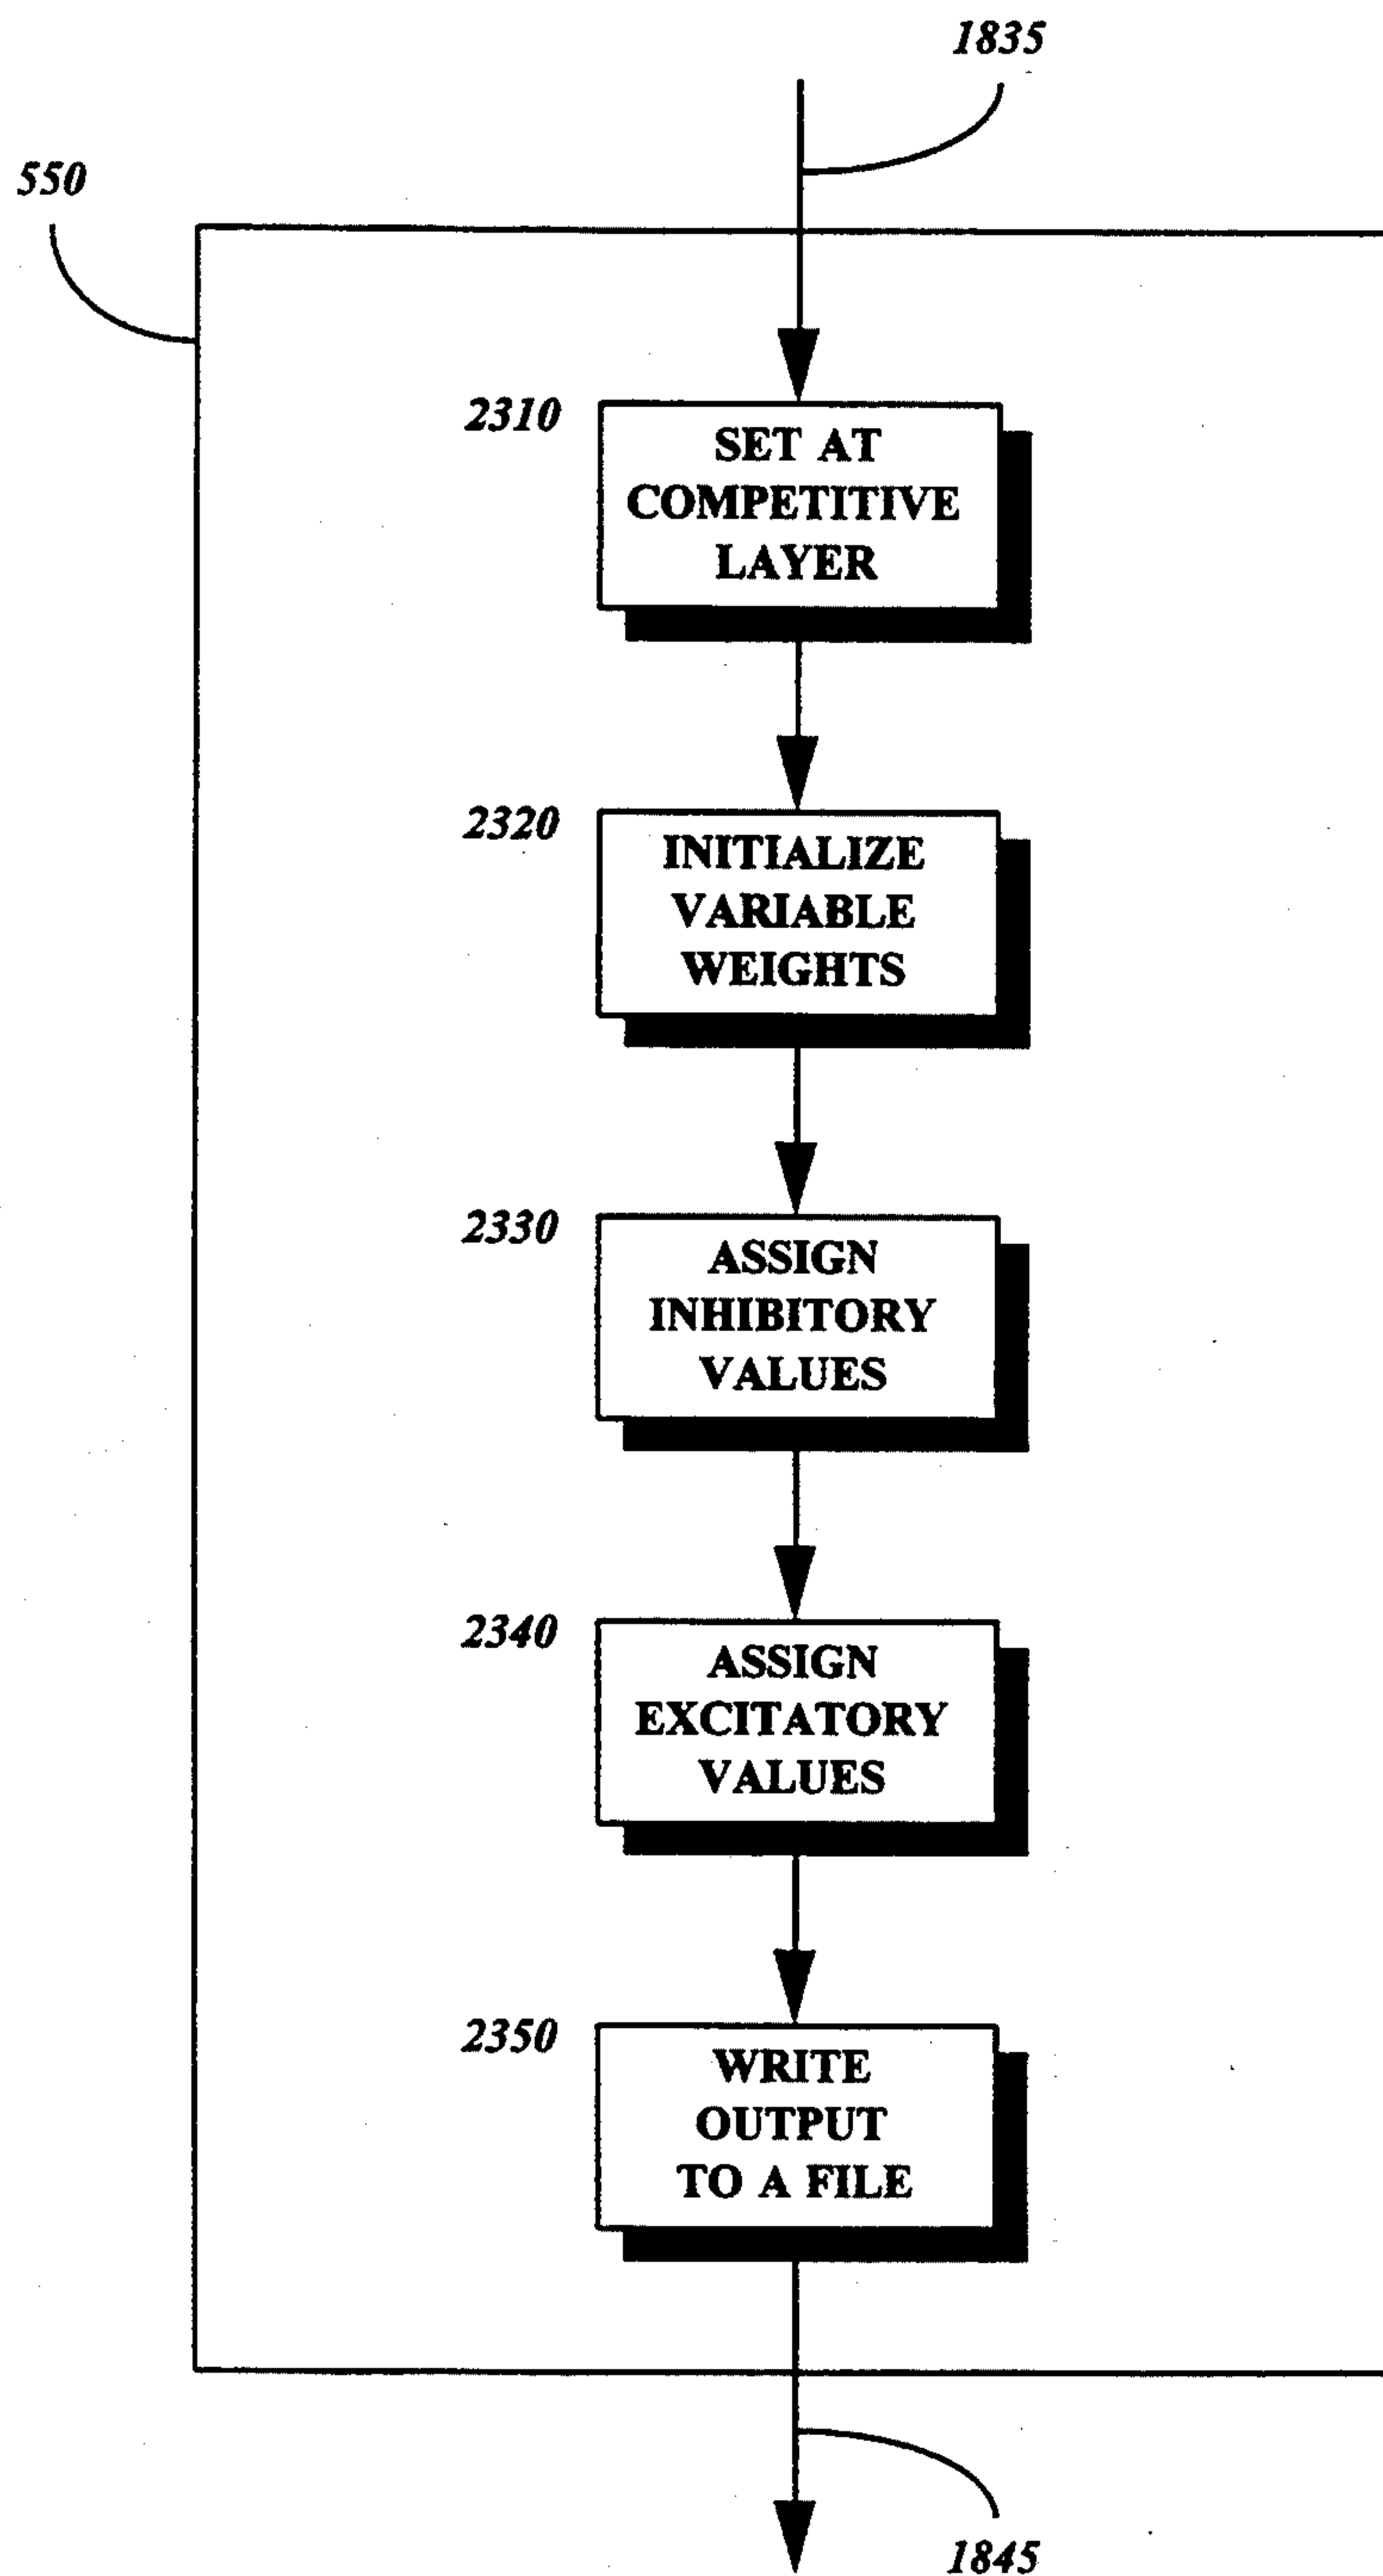 1835
550
2310
SET AT
COMPETITIVE
LAYER
2320
INITIALIZE
VARIABLE
WEIGHTS
2330
ASSIGN
INHIBITORY
VALUES
2340
ASSIGN
EXCITATORY
VALUES
2350
WRITE
OUTPUT
TO A FILE
1845